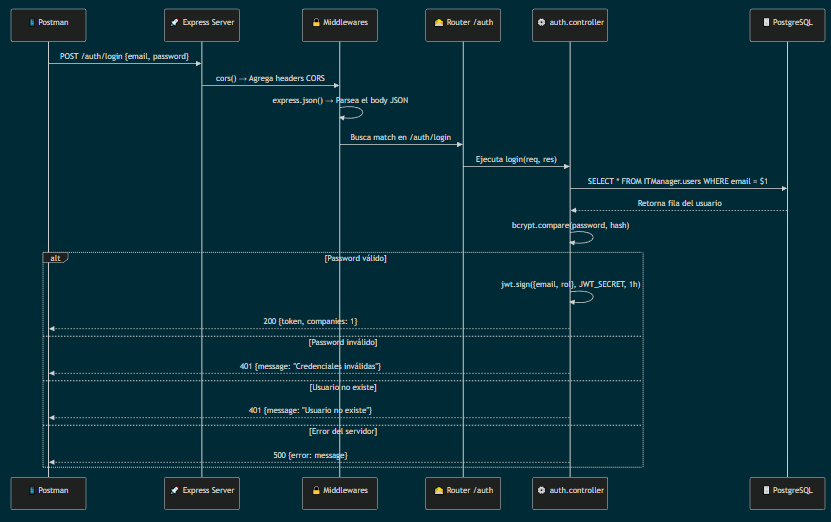 Postman
Express Server
Middlewares
Router /auth
auth.controller
PostgreSQL
POST /auth/login {email, password}
cors() → Agrega headers CORS
express.json() → Parsea el body JSON
Busca match en /auth/login
Ejecuta login(req, res)
SELECT * FROM ITManager.users WHERE email = $1
Retorna fila del usuario
bcrypt.compare(password, hash)
alt
[Password válido]
jwt.sign({email, rol}, JWT_SECRET, 1h)
200 {token, companies: 1}
[Password inválido]
401 {message: "Credenciales inválidas"}
[Usuario no existe]
401 {message: "Usuario no existe"}
[Error del servidor]
500 {error: message}
Postman
Express Server
Middlewares
Router /auth
auth.controller
PostgreSQL